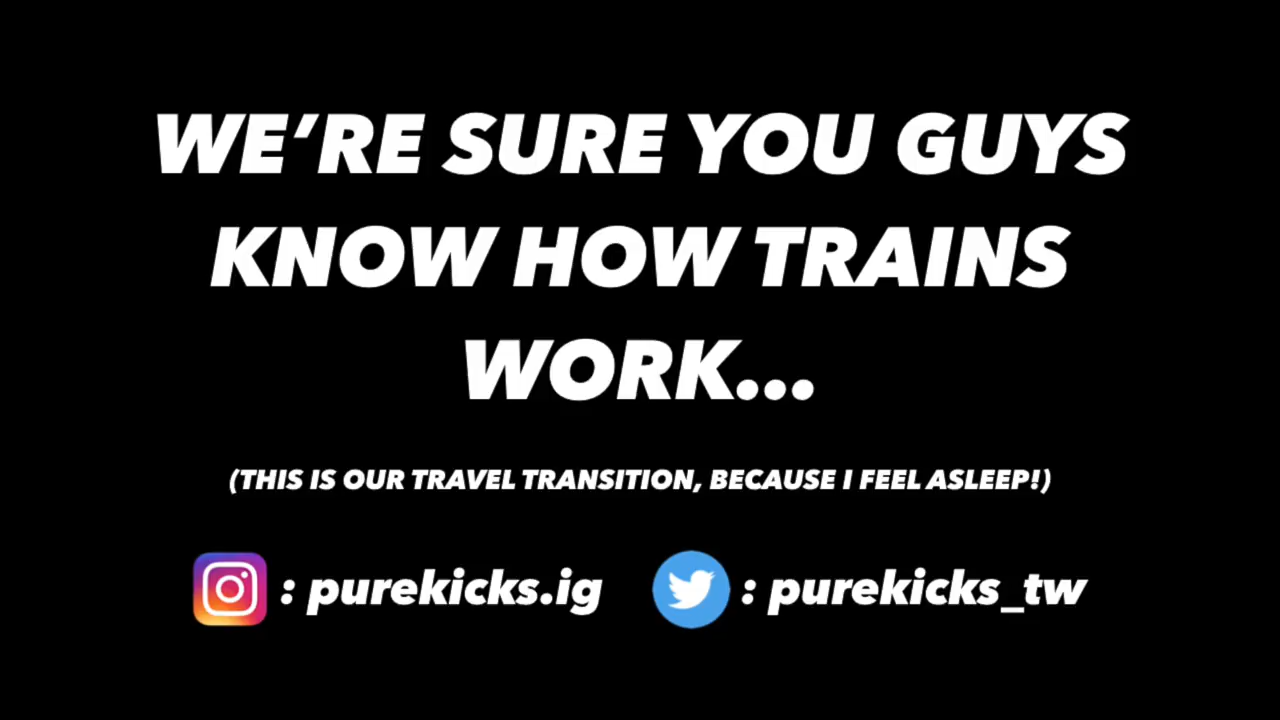 WE’RE SURE YOU GUYS
KNOW HOW TRAINS
WORK...
(THIS IS OUR TRAVEL TRANSITION, BECAUSE I FEEL ASLEEP!)
: purekicks.ig : purekicks_tw